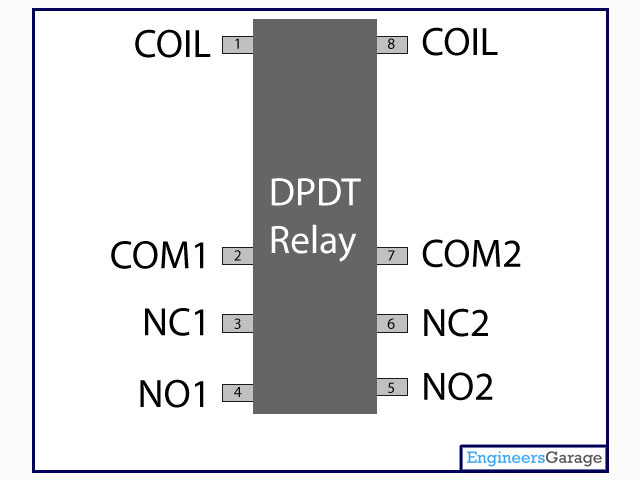 COIL 1 8 COIL
DPDT
Relay
COM1 2 7 COM2
NC1 3 6 NC2
NO1 4 5 NO2
EngineersGarage